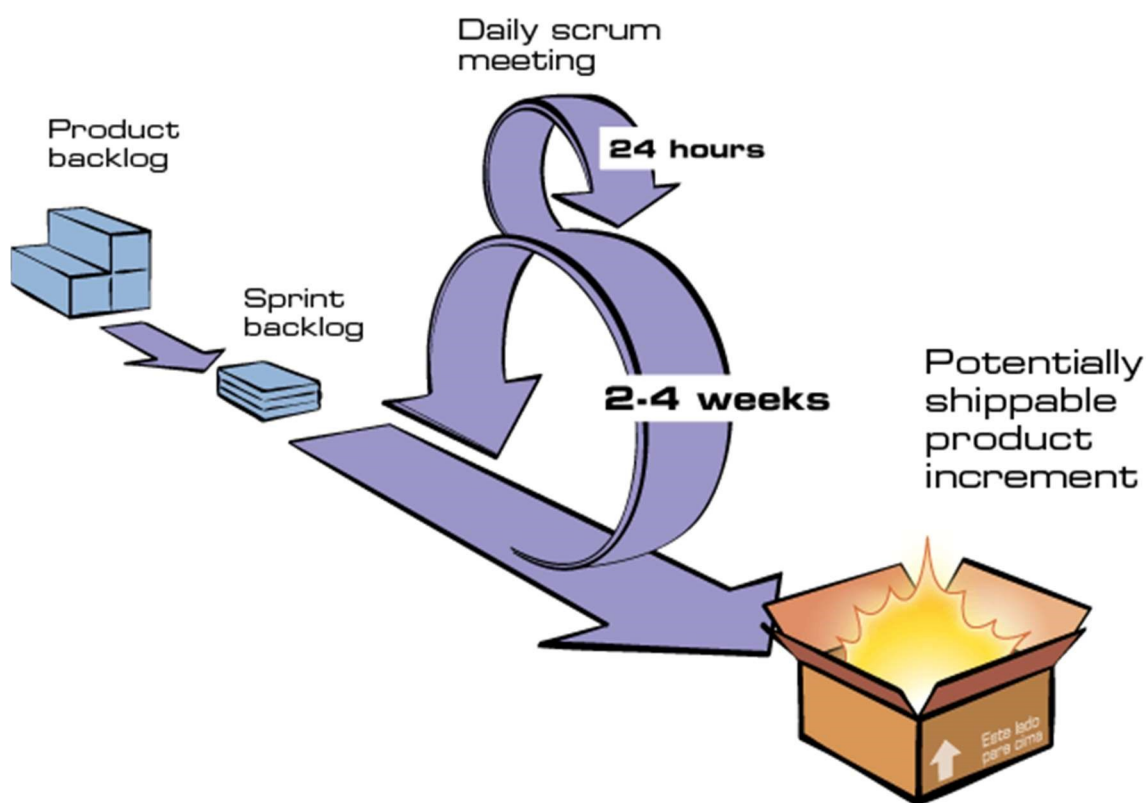 Daily scrum
meeting
24 hours
Product
backlog
Sprint
backlog
2-4 weeks
Potentially
shippable
product
increment
Este lado
para cima